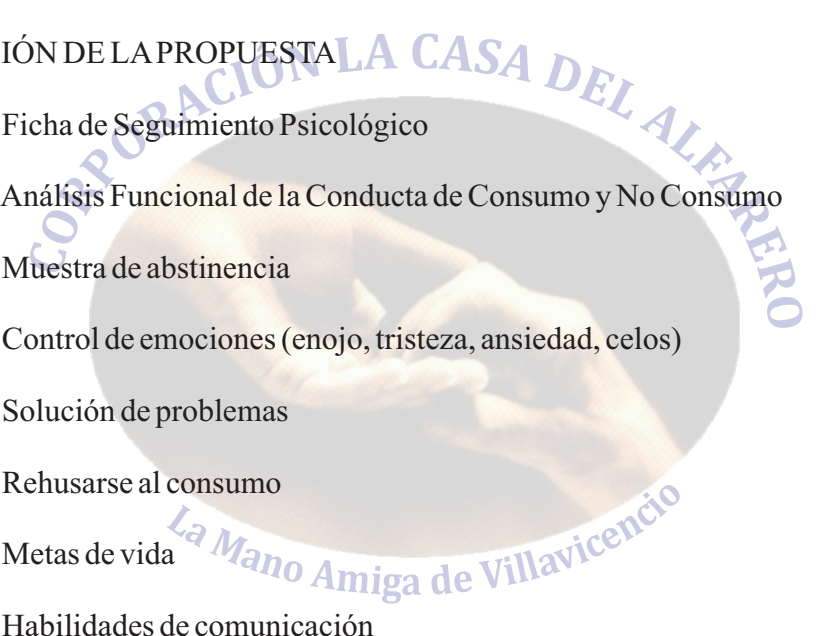 IÓN DE LA PROPUESTA
CORPORACIÓN LA CASA DEL ALFARERO
Ficha de Seguimiento Psicológico
Análisis Funcional de la Conducta de Consumo y No Consumo
Muestra de abstinencia
Control de emociones (enojo, tristeza, ansiedad, celos)
Solución de problemas
Rehusarse al consumo
Metas de vida
La Mano Amiga de Villavicencio
Habilidades de comunicación